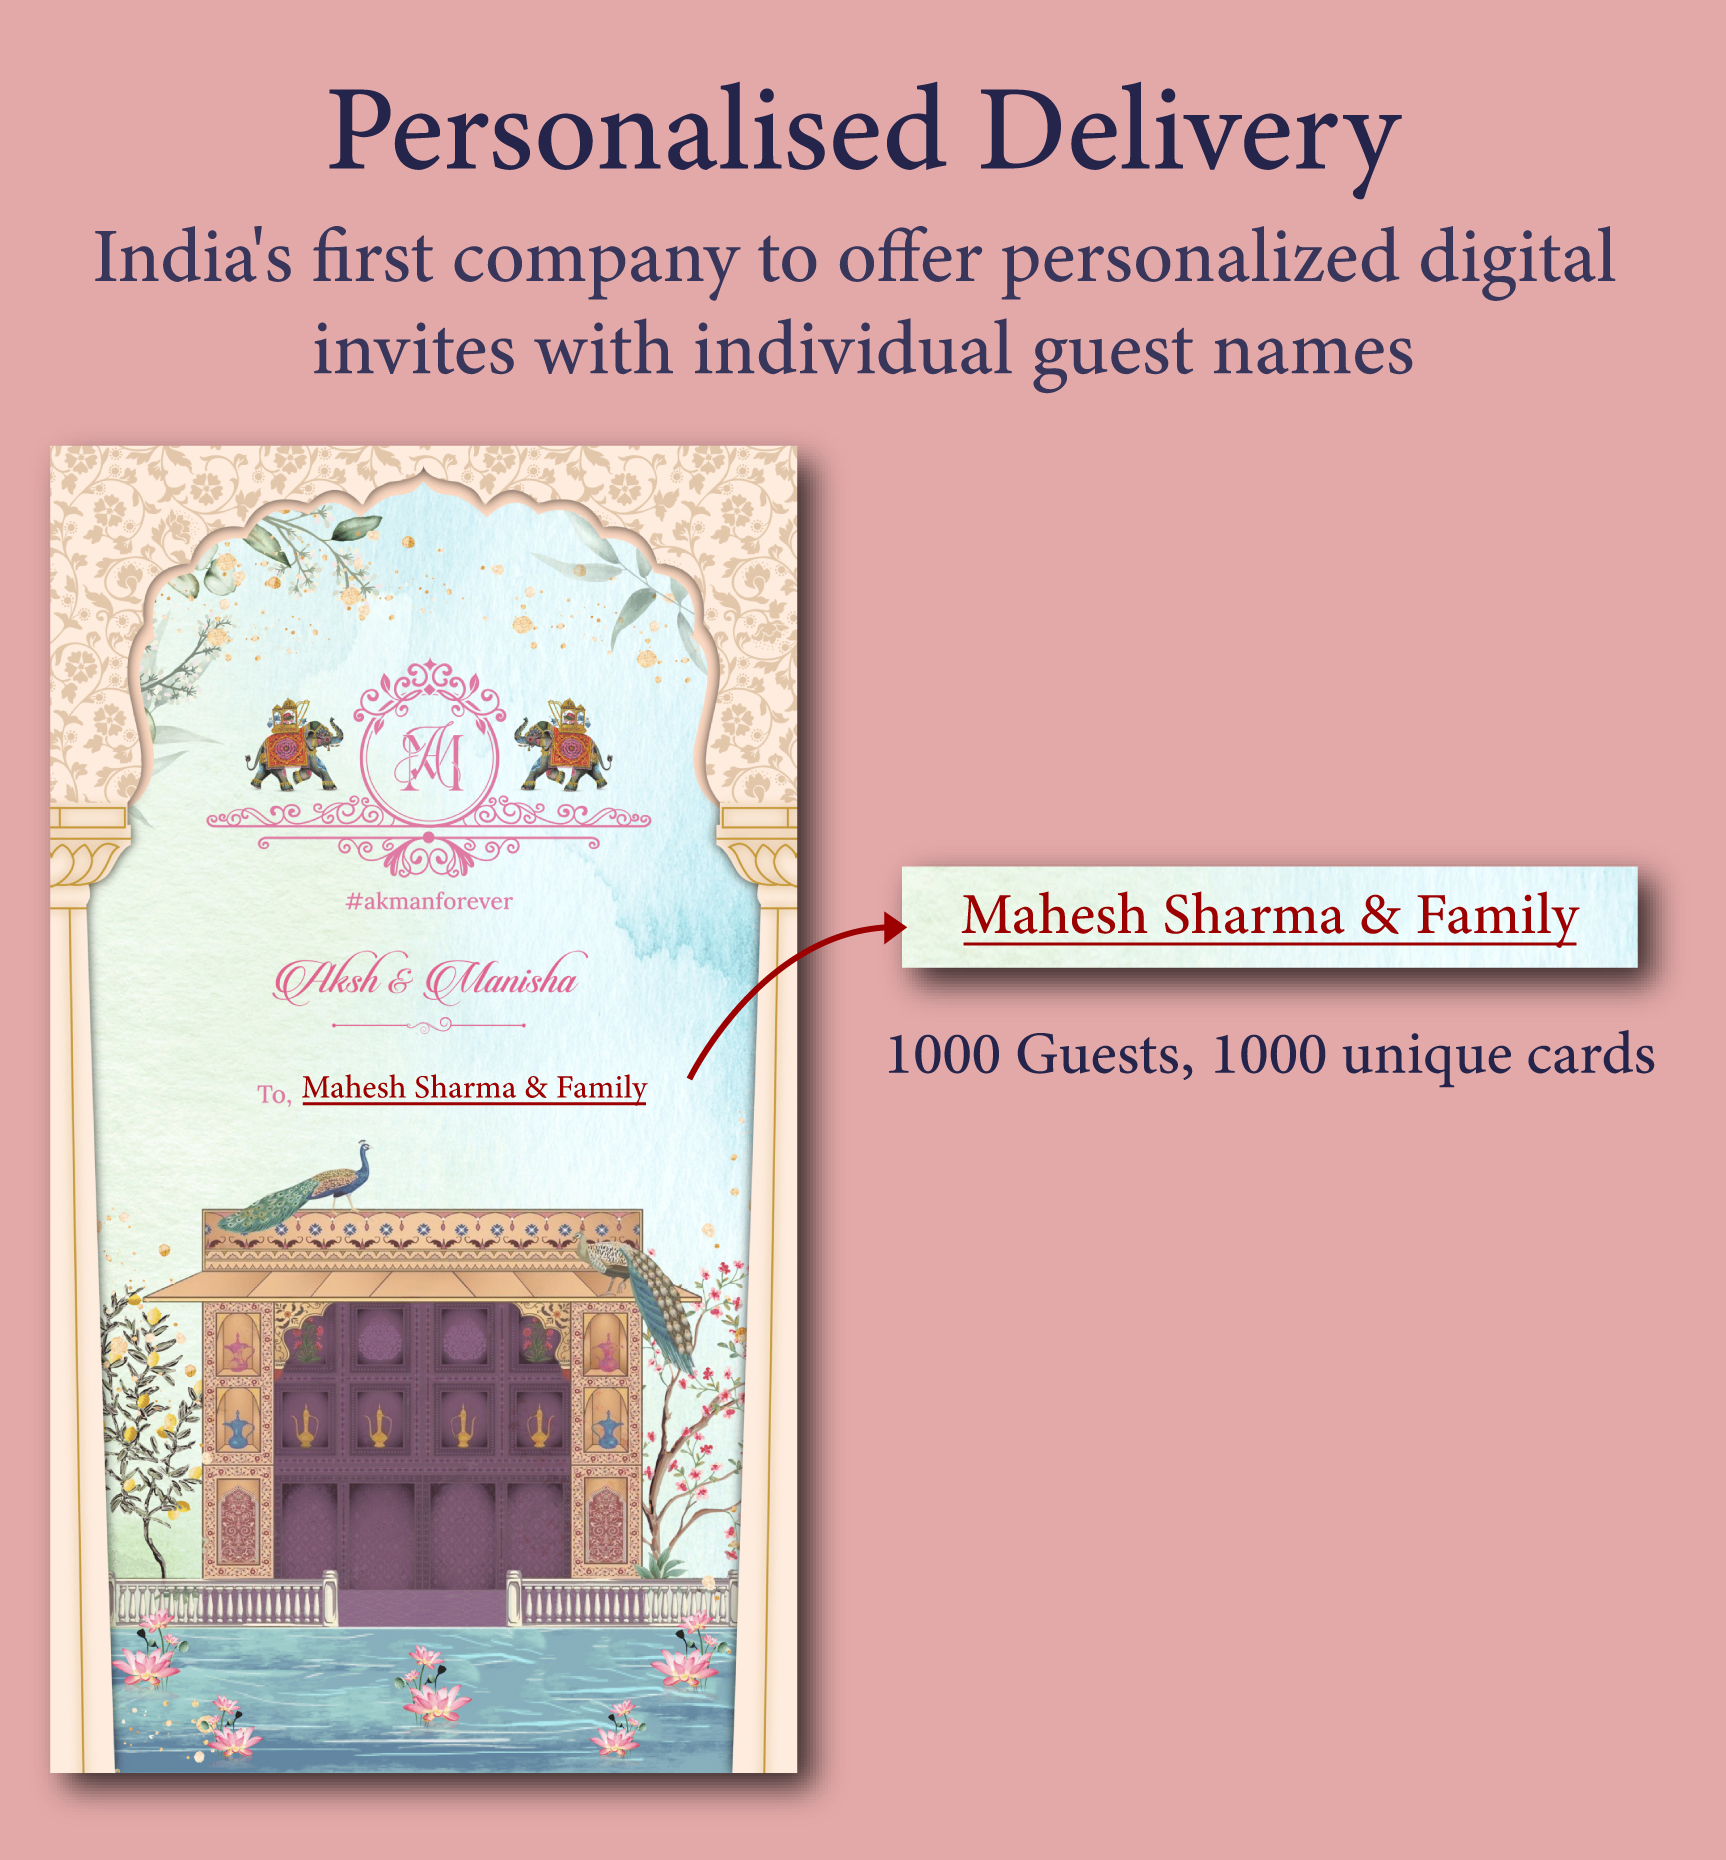 Personalised Delivery
India's first company to offer personalized digital
invites with individual guest names
AM
#akmanforever
Aksh & Manisha
To, Mahesh Sharma & Family
Mahesh Sharma & Family
1000 Guests, 1000 unique cards